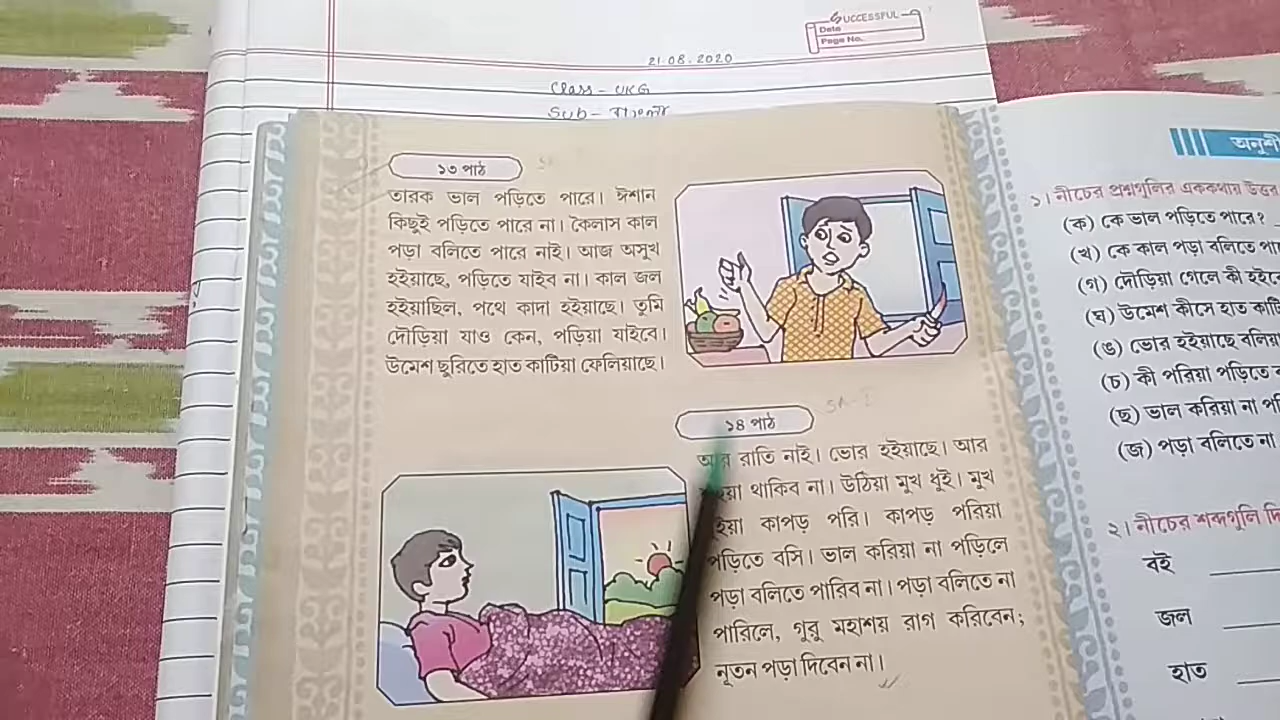 SUCCESSFUL
Date
Page No.
21.08.2020
Class - UKG
Sub - বাংলা
১৩ পাঠ
তারক ভাল পড়িতে পারে। ঈশান
কিছুই পড়িতে পারে না। কৈলাস কাল
পড়া বলিতে পারে নাই। আজ অসুখ
হইয়াছে, পড়িতে যাইব না। কাল জল
হইয়াছিল, পথে কাদা হইয়াছে। তুমি
দৌড়িয়া যাও কেন, পড়িয়া যাইবে।
উমেশ ছুরিতে হাত কাটিয়া ফেলিয়াছে।
SA-I
১৪ পাঠ
আর রাতি নাই। ভোর হইয়াছে। আর
থাকিব না। উঠিয়া মুখ ধুই। মুখ
কাপড় পরি। কাপড় পরিয়া
পড়িতে বসি। ভাল করিয়া না পড়িলে
পড়া বলিতে পারিব না। পড়া বলিতে না
পারিলে, গুরু মহাশয় রাগ করিবেন;
নূতন পড়া দিবেন না।
১। নীচের প্রশ্নগুলির এককথায়
(ক) কে ভাল পড়িতে পারে?
(খ) কে কাল পড়া বলিতে
(গ) দৌড়িয়া গেলে কী
(ঘ) উমেশ কীসে হাত
(ঙ) ভোর হইয়াছে বলিয়া
(চ) কী পরিয়া পড়িতে
(ছ) ভাল করিয়া না
(জ) পড়া বলিতে না
২। নীচের শব্দগুলি
বই
জল
হাত